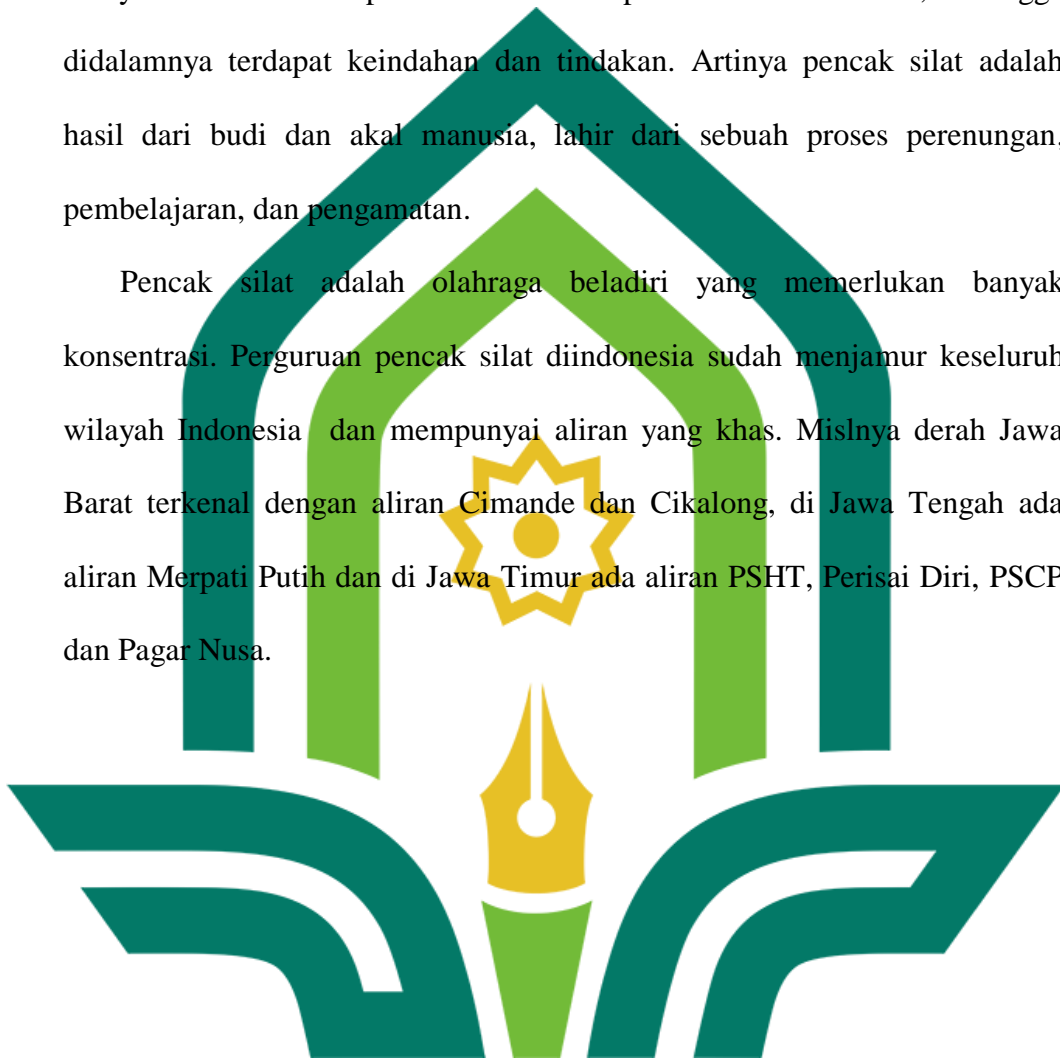 didalamnya terdapat keindahan dan tindakan. Artinya pencak silat adalah
hasil dari budi dan akal manusia, lahir dari sebuah proses perenungan,
pembelajaran, dan pengamatan.
Pencak silat adalah olahraga beladiri yang memerlukan banyak
konsentrasi. Perguruan pencak silat diindonesia sudah menjamur keseluruh
wilayah Indonesia dan mempunyai aliran yang khas. Mislnya derah Jawa
Barat terkenal dengan aliran Cimande dan Cikalong, di Jawa Tengah ada
aliran Merpati Putih dan di Jawa Timur ada aliran PSHT, Perisai Diri, PSCP
dan Pagar Nusa.